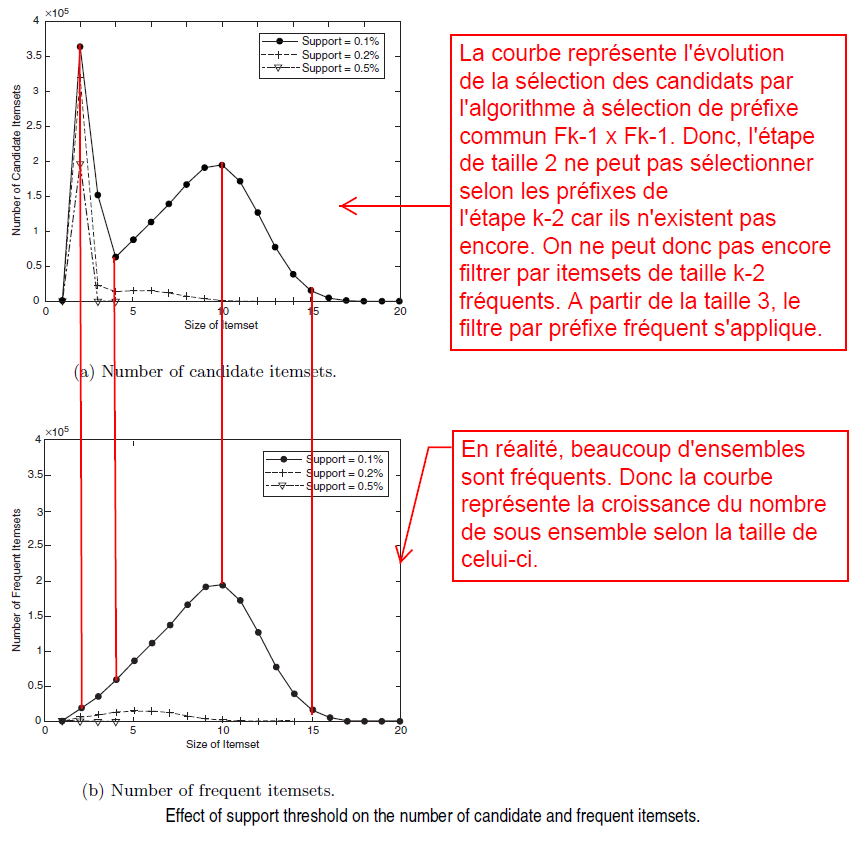 ×10⁵
4
3.5
3
2.5
2
1.5
1
0.5
0
Number of Candidate Itemsets
Support = 0.1%
Support = 0.2%
Support = 0.5%
0 5 10 15 20
Size of Itemset
(a) Number of candidate itemsets.
La courbe représente l'évolution
de la sélection des candidats par
l'algorithme à sélection de préfixe
commun Fk-1 x Fk-1. Donc, l'étape
de taille 2 ne peut pas sélectionner
selon les préfixes de
l'étape k-2 car ils n'existent pas
encore. On ne peut donc pas encore
filtrer par itemsets de taille k-2
fréquents. A partir de la taille 3, le
filtre par préfixe fréquent s'applique.
×10⁵
4
3.5
3
2.5
2
1.5
1
0.5
0
Number of Frequent Itemsets
Support = 0.1%
Support = 0.2%
Support = 0.5%
0 5 10 15 20
Size of Itemset
(b) Number of frequent itemsets.
En réalité, beaucoup d'ensembles
sont fréquents. Donc la courbe
représente la croissance du nombre
de sous ensemble selon la taille de
celui-ci.
Effect of support threshold on the number of candidate and frequent itemsets.